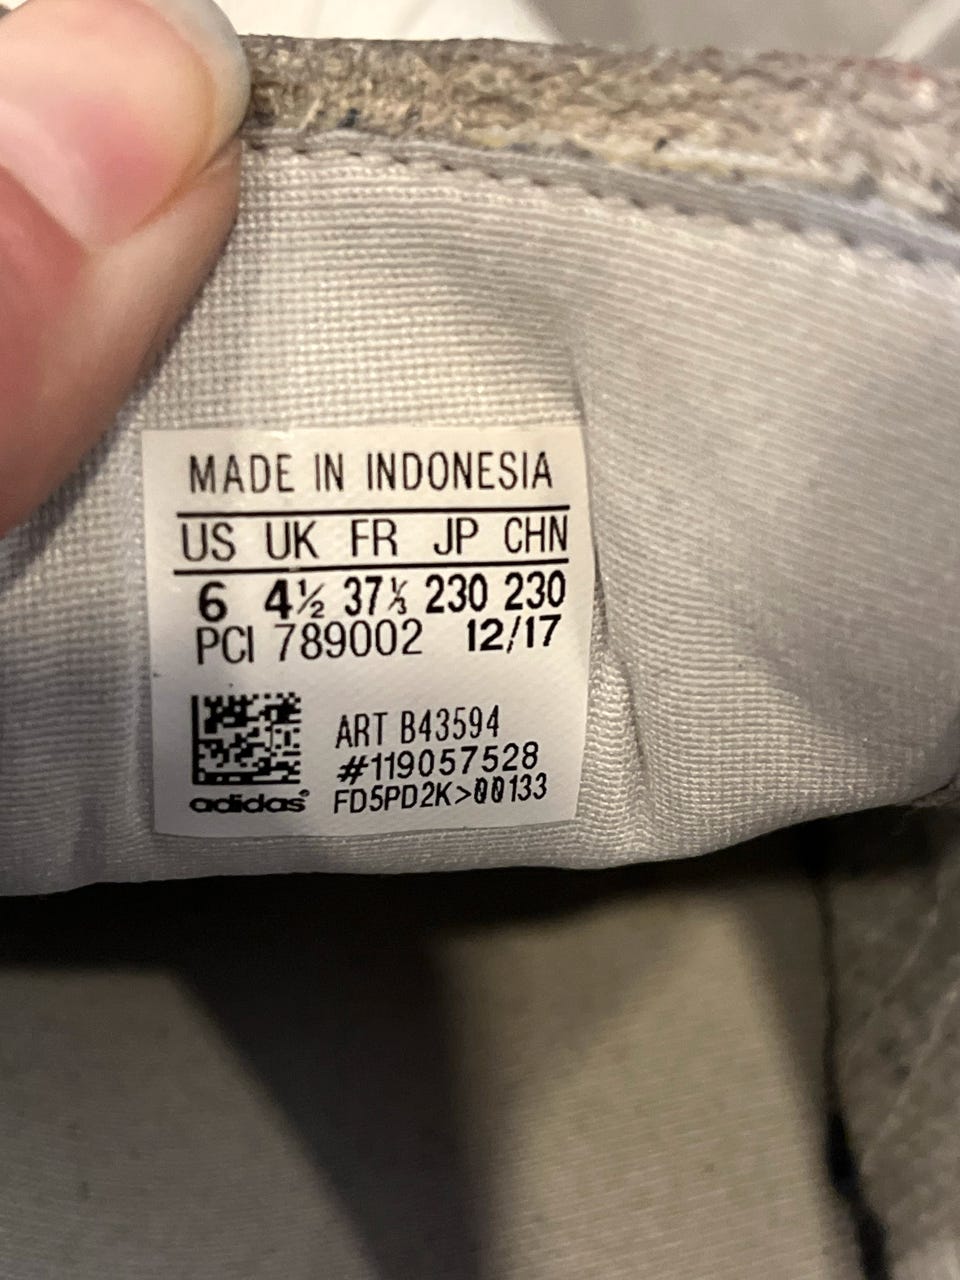 MADE IN INDONESIA
US UK FR JP CHN
6 4½ 37⅓ 230 230
PCI 789002 12/17
ART B43594
#119057528
FD5PD2K>00133
adidas®